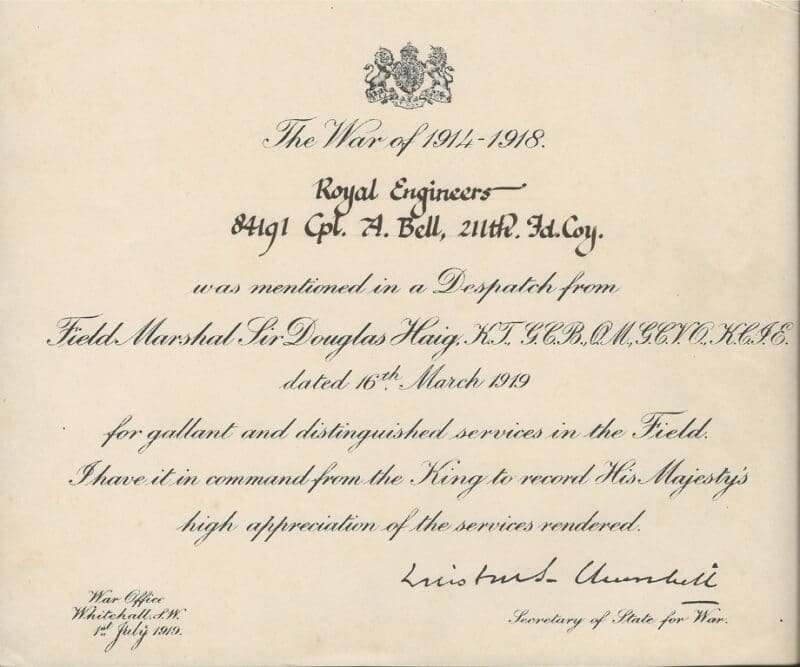 The War of 1914-1918.
Royal Engineers
84191 Cpl. A. Bell, 211th. Fd. Coy.
was mentioned in a Despatch from
Field Marshal Sir Douglas Haig, K.T., G.C.B., O.M., G.C.V.O., K.C.I.E.
dated 16th. March 1919
for gallant and distinguished services in the Field.
I have it in command from the King to record His Majesty's
high appreciation of the services rendered.
Winston S. Churchill
War Office
Whitehall, S.W.
1st. July 1919.
Secretary of State for War.